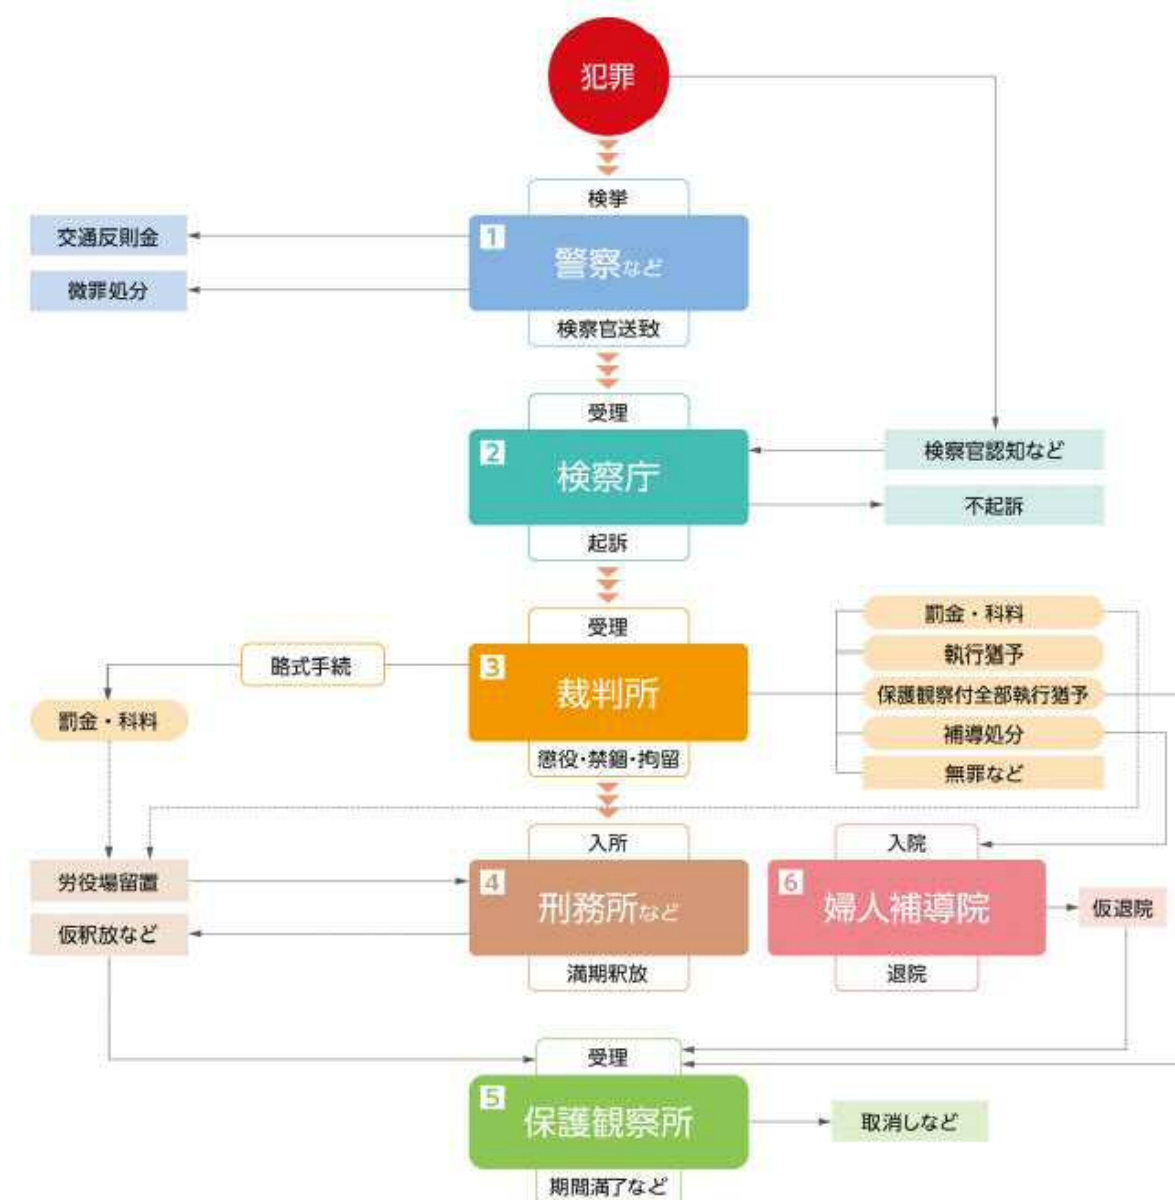 犯罪
検挙
1
警察など
交通反則金
微罪処分
検察官送致
受理
2
検察庁
検察官認知など
不起訴
起訴
受理
3
裁判所
略式手続
罰金・科料
罰金・科料
執行猶予
保護観察付全部執行猶予
補導処分
無罪など
懲役・禁錮・拘留
入所
4
刑務所など
労役場留置
仮釈放など
満期釈放
入院
6
婦人補導院
仮退院
退院
受理
5
保護観察所
取消しなど
期間満了など